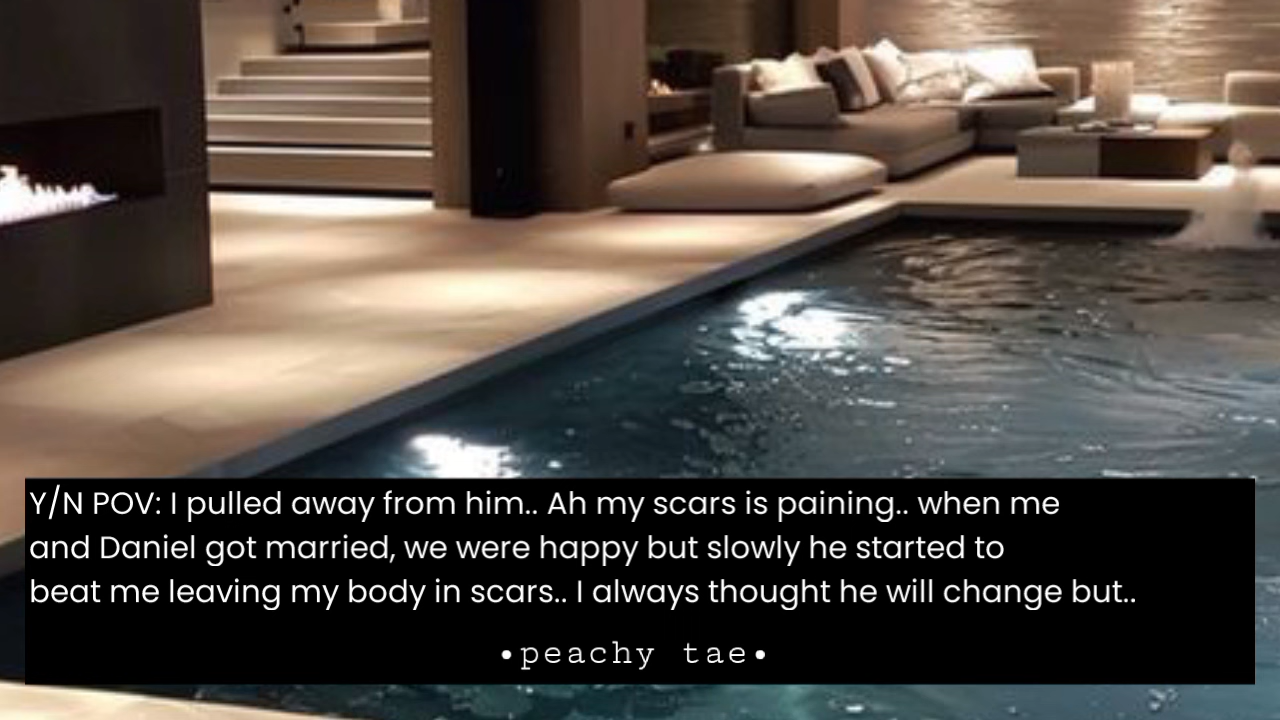 Y/N POV: I pulled away from him.. Ah my scars is paining.. when me
and Daniel got married, we were happy but slowly he started to
beat me leaving my body in scars.. I always thought he will change but..
•peachy tae•